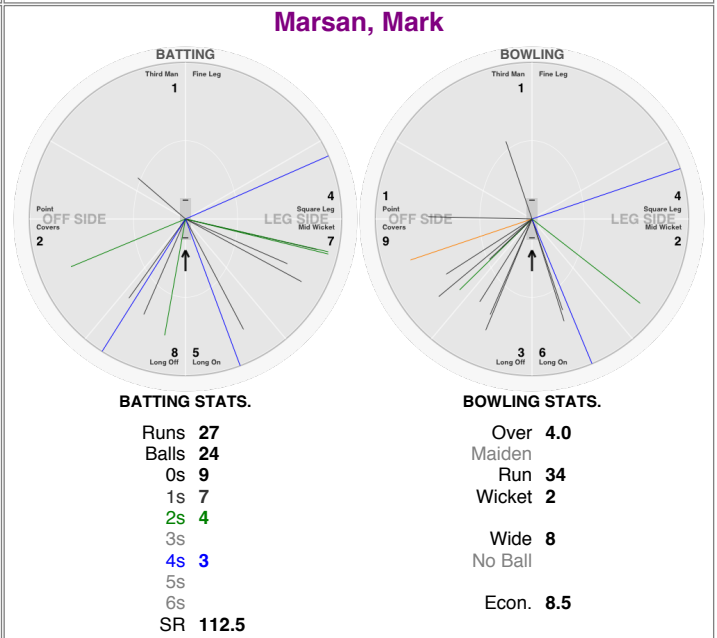 Marsan, Mark
BATTING
Third Man Fine Leg
1
4
Point Square Leg
OFF SIDE LEG SIDE
Covers Mid Wicket
2 7
8 5
Long Off Long On
BATTING STATS.
Runs 27
Balls 24
0s 9
1s 7
2s 4
3s
4s 3
5s
6s
SR 112.5
BOWLING
Third Man Fine Leg
1
1 4
Point Square Leg
OFF SIDE LEG SIDE
Covers Mid Wicket
9 2
3 6
Long Off Long On
BOWLING STATS.
Over 4.0
Maiden
Run 34
Wicket 2
Wide 8
No Ball
Econ. 8.5